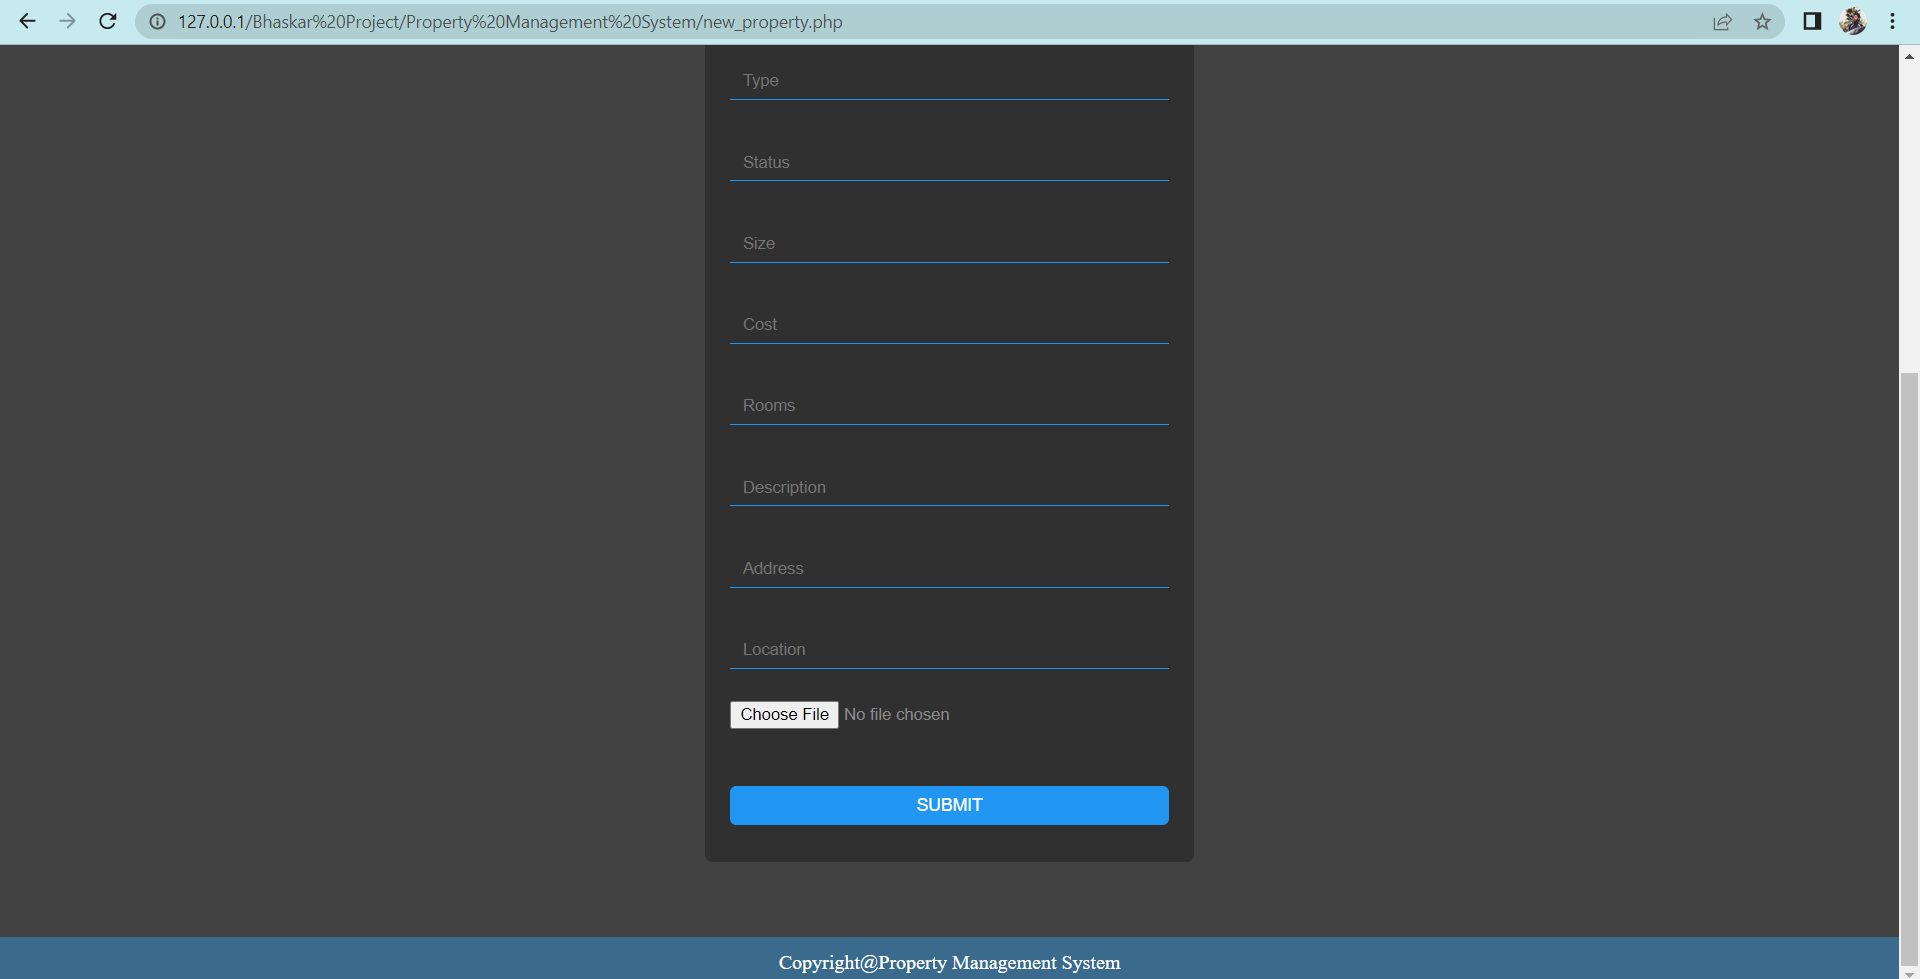 127.0.0.1/Bhaskar%20Project/Property%20Management%20System/new_property.php
Type
Status
Size
Cost
Rooms
Description
Address
Location
Choose File No file chosen
SUBMIT
Copyright@Property Management System